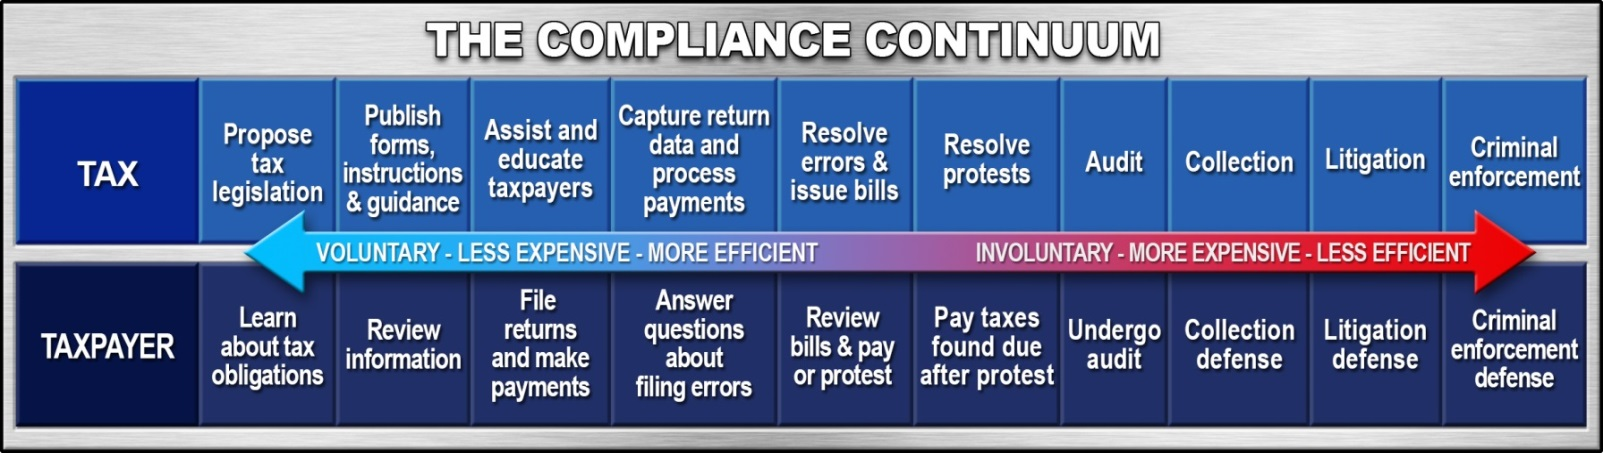 THE COMPLIANCE CONTINUUM
TAX
Propose
tax
legislation
Publish
forms,
instructions
& guidance
Assist and
educate
taxpayers
Capture return
data and
process
payments
Resolve
errors &
issue bills
Resolve
protests
Audit
Collection
Litigation
Criminal
enforcement
VOLUNTARY - LESS EXPENSIVE - MORE EFFICIENT
INVOLUNTARY - MORE EXPENSIVE - LESS EFFICIENT
TAXPAYER
Learn
about tax
obligations
Review
information
File
returns
and make
payments
Answer
questions
about
filing errors
Review
bills & pay
or protest
Pay taxes
found due
after protest
Undergo
audit
Collection
defense
Litigation
defense
Criminal
enforcement
defense